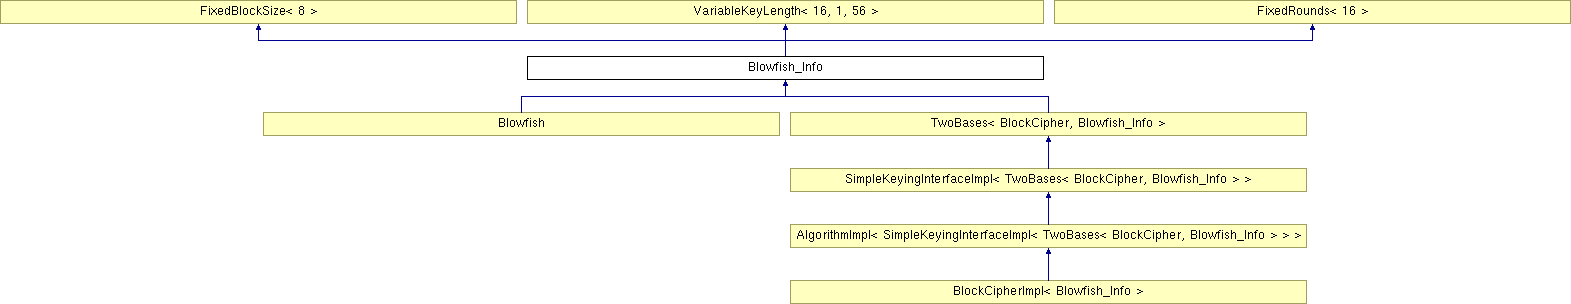 FixedBlockSize< 8 >
VariableKeyLength< 16, 1, 56 >
FixedRounds< 16 >
Blowfish_Info
Blowfish
TwoBases< BlockCipher, Blowfish_Info >
SimpleKeyingInterfaceImpl< TwoBases< BlockCipher, Blowfish_Info > >
AlgorithmImpl< SimpleKeyingInterfaceImpl< TwoBases< BlockCipher, Blowfish_Info > > >
BlockCipherImpl< Blowfish_Info >